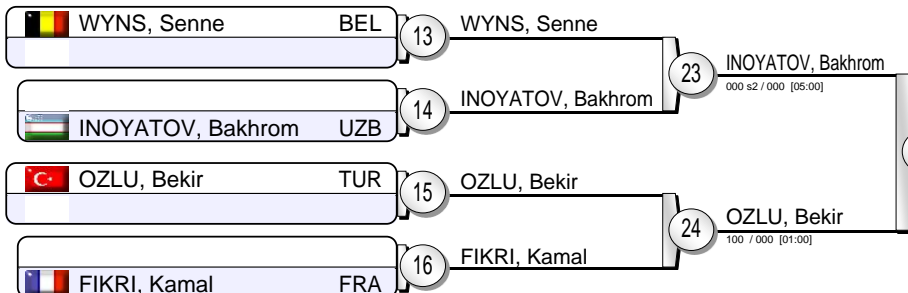 WYNS, Senne BEL
13
WYNS, Senne
23
INOYATOV, Bakhrom
000 s2 / 000 [05:00]
14
INOYATOV, Bakhrom
INOYATOV, Bakhrom UZB
OZLU, Bekir TUR
15
OZLU, Bekir
24
OZLU, Bekir
100 / 000 [01:00]
16
FIKRI, Kamal
FIKRI, Kamal FRA